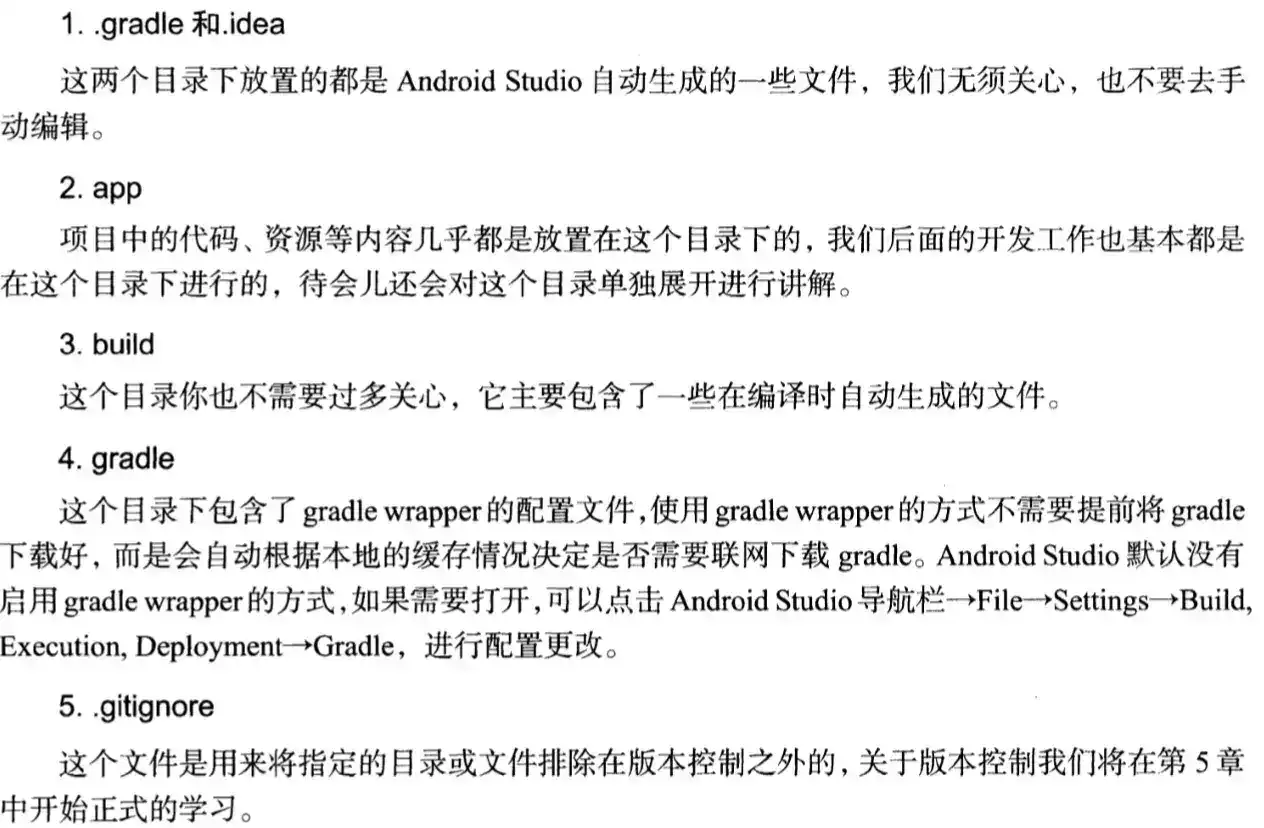 1. .gradle 和.idea
这两个目录下放置的都是 Android Studio 自动生成的一些文件，我们无须关心，也不要去手
动编辑。
2. app
项目中的代码、资源等内容几乎都是放置在这个目录下的，我们后面的开发工作也基本都是
在这个目录下进行的，待会儿还会对这个目录单独展开进行讲解。
3. build
这个目录你也不需要过多关心，它主要包含了一些在编译时自动生成的文件。
4. gradle
这个目录下包含了 gradle wrapper 的配置文件，使用 gradle wrapper 的方式不需要提前将 gradle
下载好，而是会自动根据本地的缓存情况决定是否需要联网下载 gradle。Android Studio 默认没有
启用 gradle wrapper 的方式，如果需要打开，可以点击 Android Studio 导航栏→File→Settings→Build,
Execution, Deployment→Gradle，进行配置更改。
5. .gitignore
这个文件是用来将指定的目录或文件排除在版本控制之外的，关于版本控制我们将在第 5 章
中开始正式的学习。